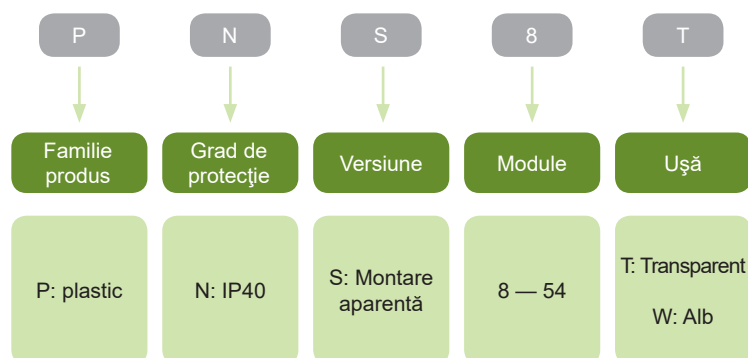 P N S 8 T
Familie produs
Grad de protecţie
Versiune
Module
Uşă
P: plastic
N: IP40
S: Montare aparentă
8 — 54
T: Transparent
W: Alb